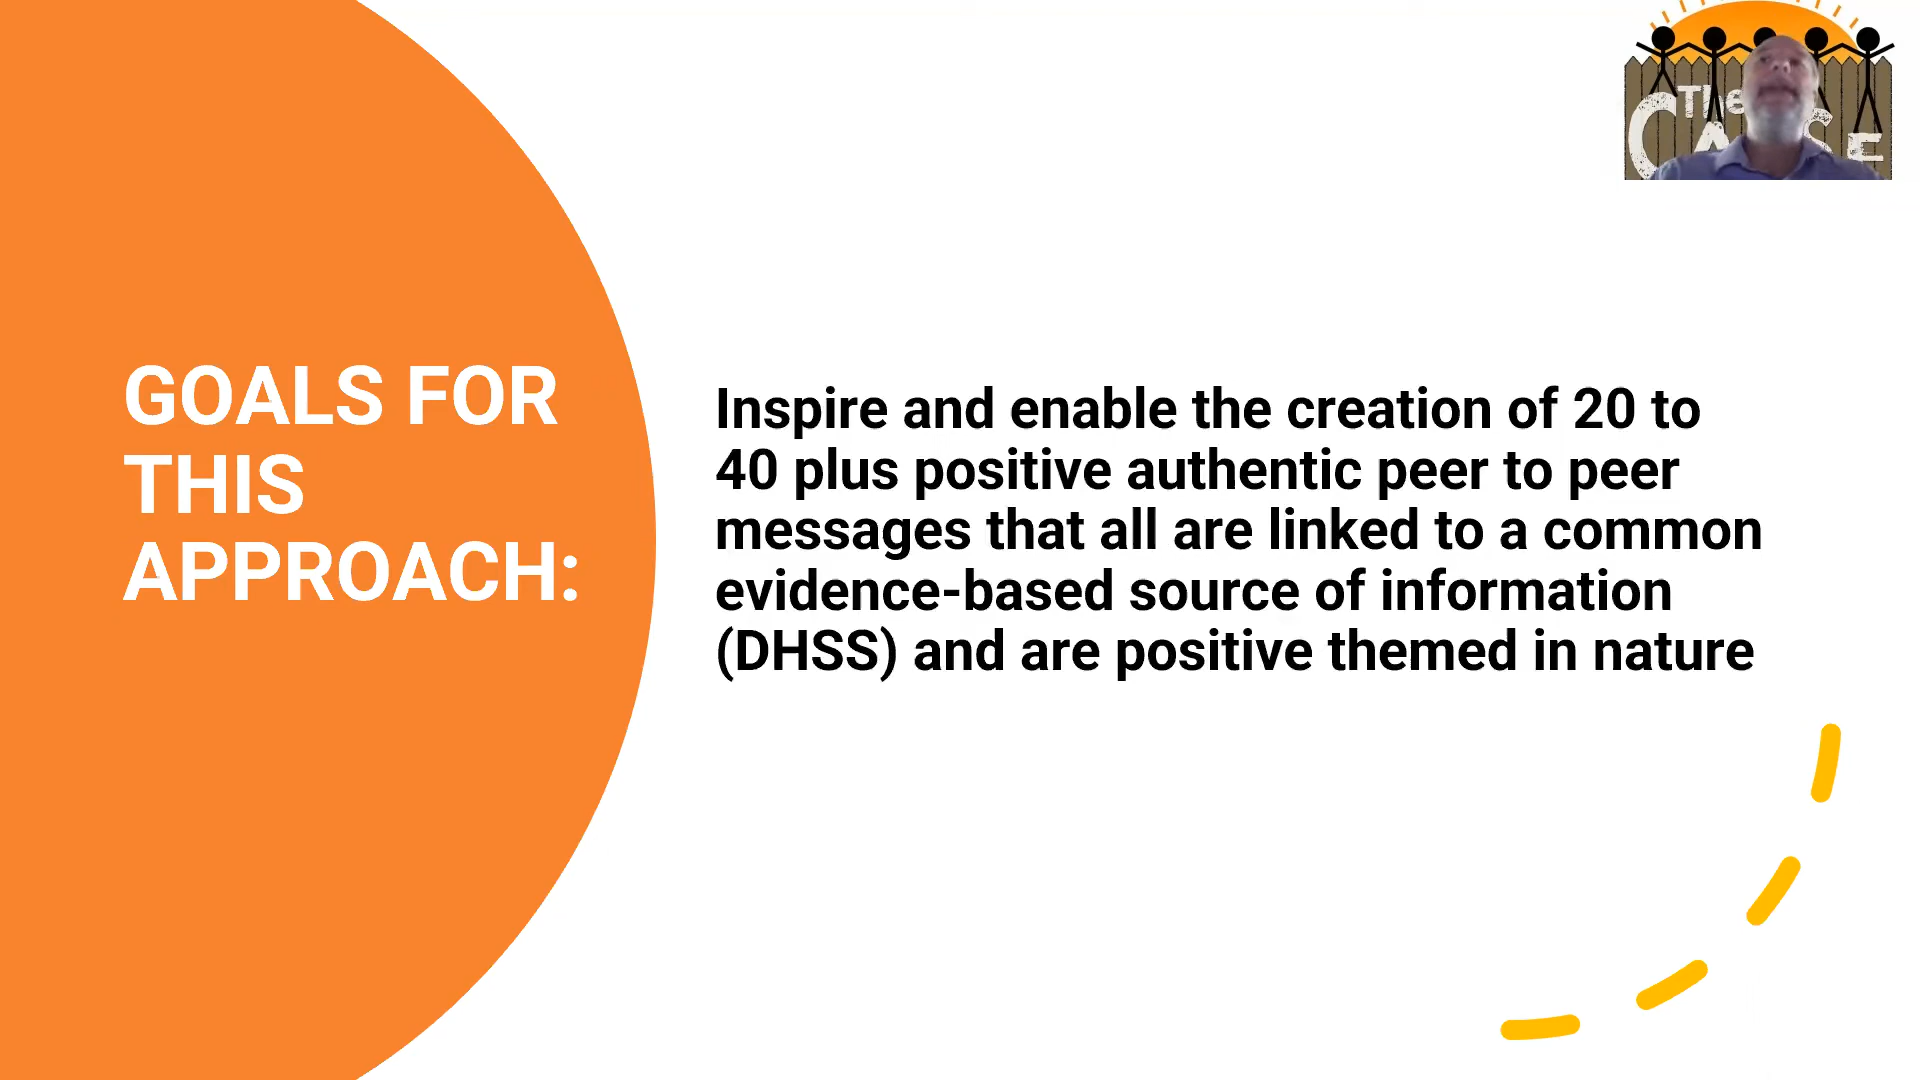 The
GOALS FOR
THIS
APPROACH:
Inspire and enable the creation of 20 to
40 plus positive authentic peer to peer
messages that all are linked to a common
evidence-based source of information
(DHSS) and are positive themed in nature